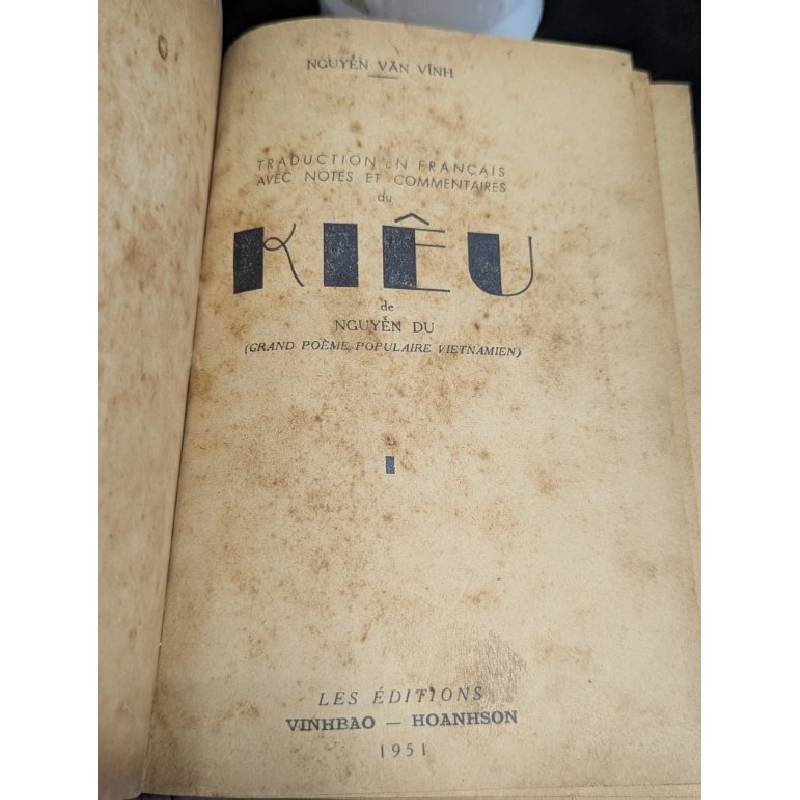 NGUYỄN VĂN VĨNH
TRADUCTION EN FRANÇAIS
AVEC NOTES ET COMMENTAIRES
du
KIÊU
de
NGUYỄN DU
(GRAND POÈME POPULAIRE VIETNAMIEN)
I
LES ÉDITIONS
VINHBAO — HOANHSON
1951